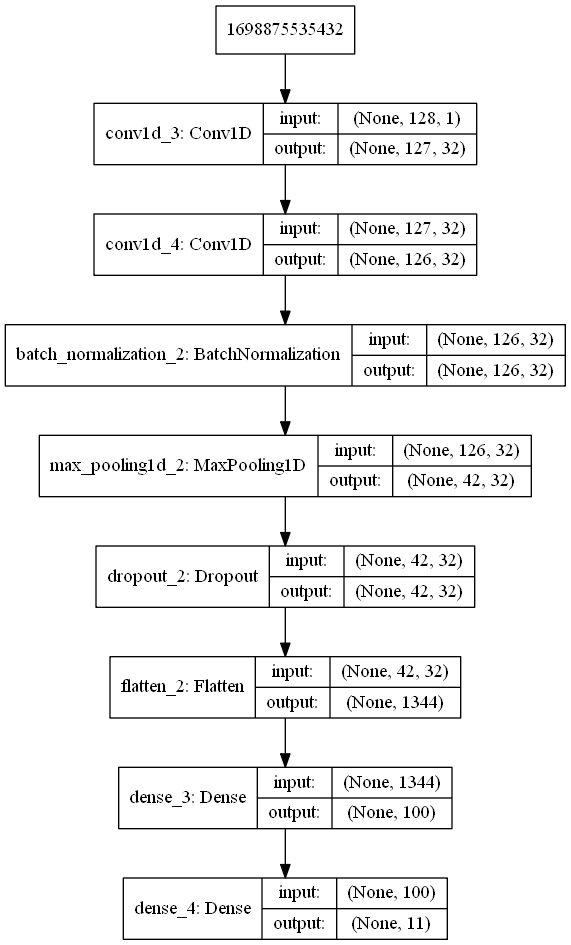 1698875535432
conv1d_3: Conv1D
input:
(None, 128, 1)
output:
(None, 127, 32)
conv1d_4: Conv1D
input:
(None, 127, 32)
output:
(None, 126, 32)
batch_normalization_2: BatchNormalization
input:
(None, 126, 32)
output:
(None, 126, 32)
max_pooling1d_2: MaxPooling1D
input:
(None, 126, 32)
output:
(None, 42, 32)
dropout_2: Dropout
input:
(None, 42, 32)
output:
(None, 42, 32)
flatten_2: Flatten
input:
(None, 42, 32)
output:
(None, 1344)
dense_3: Dense
input:
(None, 1344)
output:
(None, 100)
dense_4: Dense
input:
(None, 100)
output:
(None, 11)